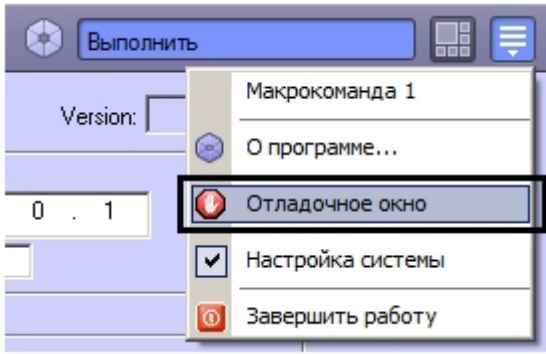 Выполнить
Макрокоманда 1
Version:
О программе...
0 . 1
Отладочное окно
Настройка системы
Завершить работу